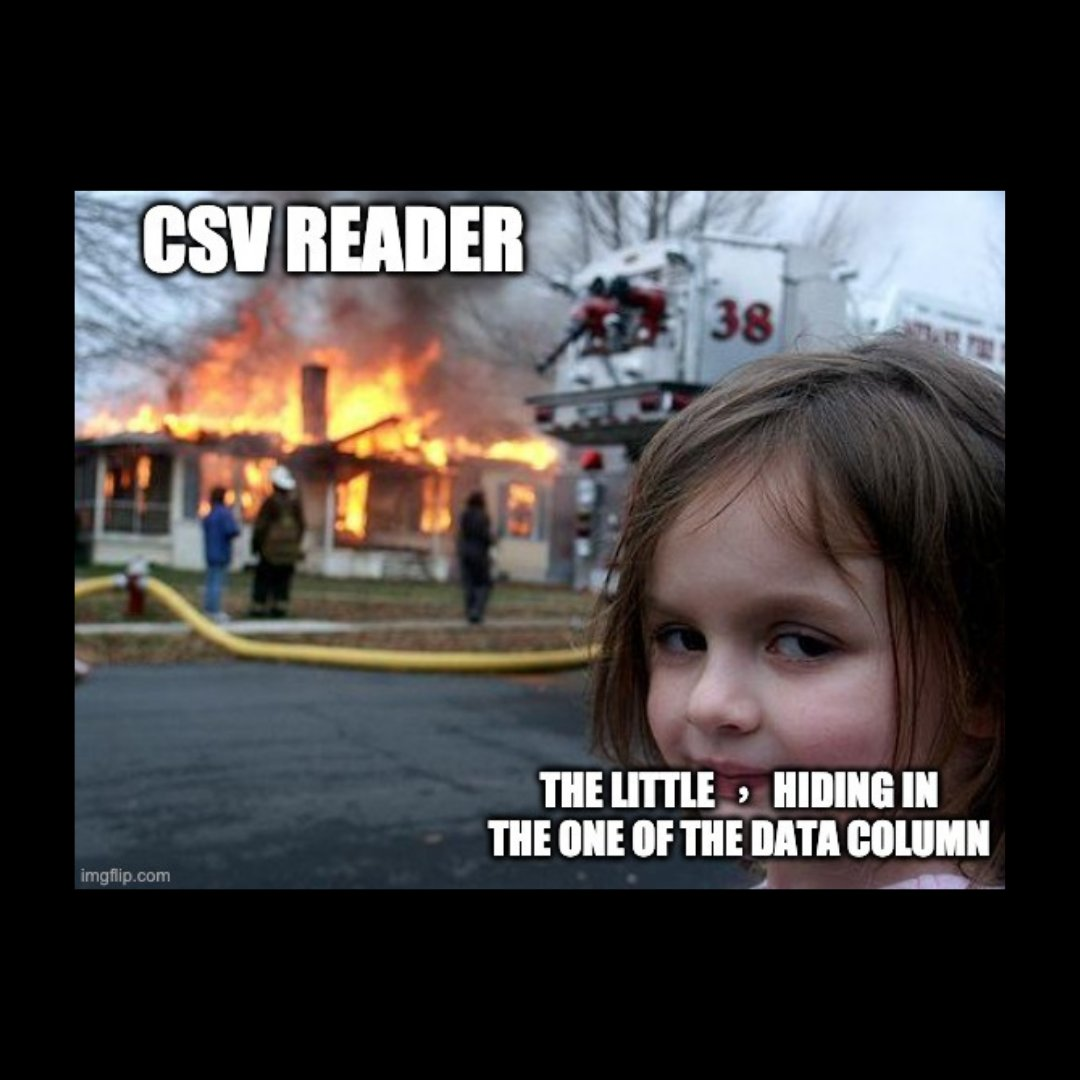 CSV READER
38
THE LITTLE , HIDING IN
THE ONE OF THE DATA COLUMN
imgflip.com